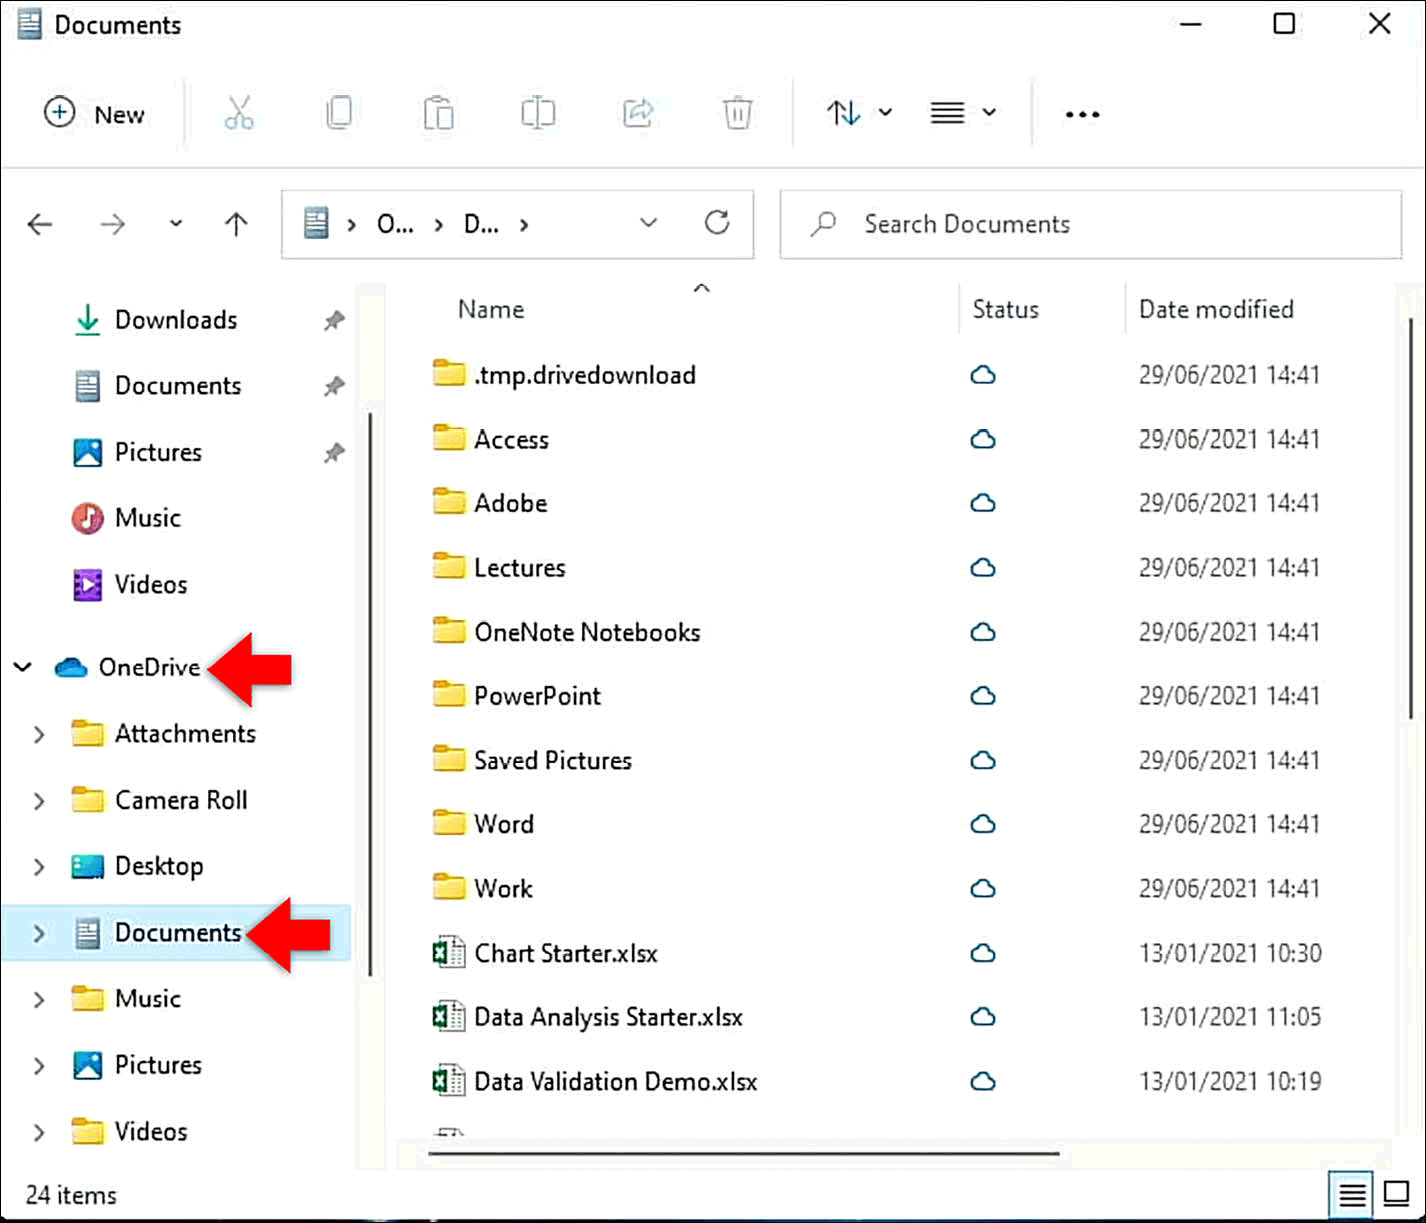 Documents
New
O... D...
Search Documents
Downloads
Documents
Pictures
Music
Videos
OneDrive
Attachments
Camera Roll
Desktop
Documents
Music
Pictures
Videos
Name Status Date modified
.tmp.drivedownload 29/06/2021 14:41
Access 29/06/2021 14:41
Adobe 29/06/2021 14:41
Lectures 29/06/2021 14:41
OneNote Notebooks 29/06/2021 14:41
PowerPoint 29/06/2021 14:41
Saved Pictures 29/06/2021 14:41
Word 29/06/2021 14:41
Work 29/06/2021 14:41
Chart Starter.xlsx 13/01/2021 10:30
Data Analysis Starter.xlsx 13/01/2021 11:05
Data Validation Demo.xlsx 13/01/2021 10:19
24 items